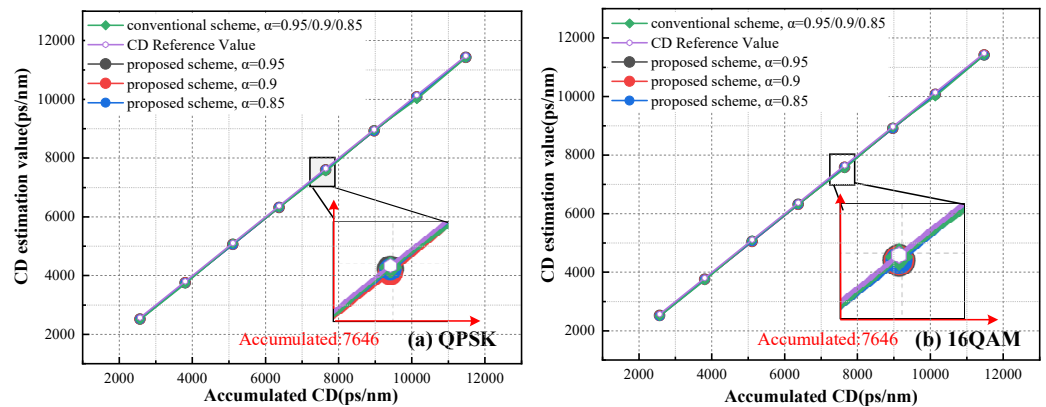 conventional scheme, α=0.95/0.9/0.85
CD Reference Value
proposed scheme, α=0.95
proposed scheme, α=0.9
proposed scheme, α=0.85
CD estimation value(ps/nm)
12000
10000
8000
6000
4000
2000
Accumulated:7646
(a) QPSK
2000
4000
6000
8000
10000
12000
Accumulated CD(ps/nm)
conventional scheme, α=0.95/0.9/0.85
CD Reference Value
proposed scheme, α=0.95
proposed scheme, α=0.9
proposed scheme, α=0.85
CD estimation value(ps/nm)
12000
10000
8000
6000
4000
2000
Accumulated:7646
(b) 16QAM
2000
4000
6000
8000
10000
12000
Accumulated CD(ps/nm)